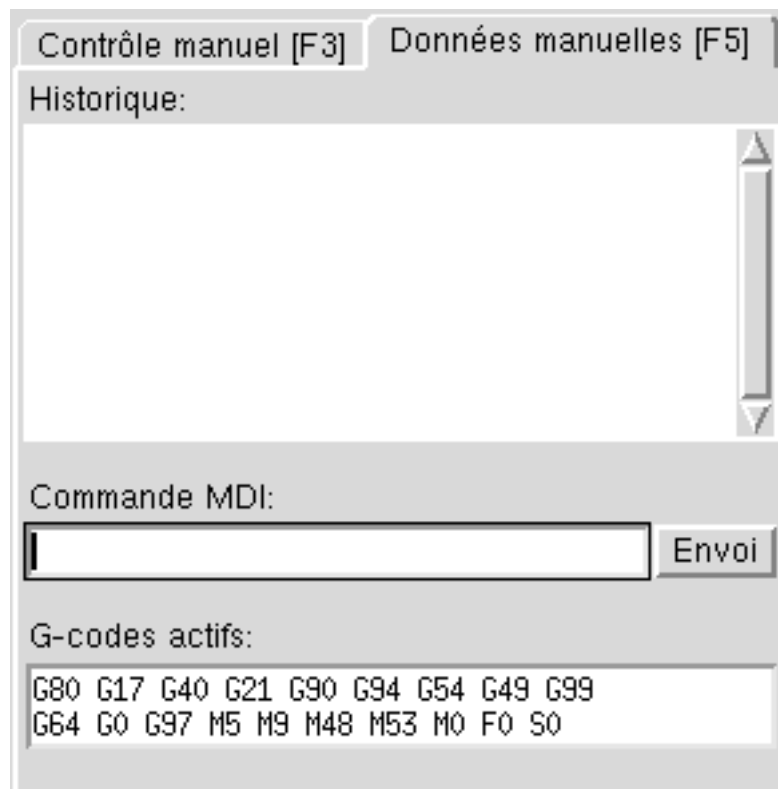 Contrôle manuel [F3] Données manuelles [F5]
Historique:
Commande MDI:
Envoi
G-codes actifs:
G80 G17 G40 G21 G90 G94 G54 G49 G99
G64 G0 G97 M5 M9 M48 M53 M0 F0 S0